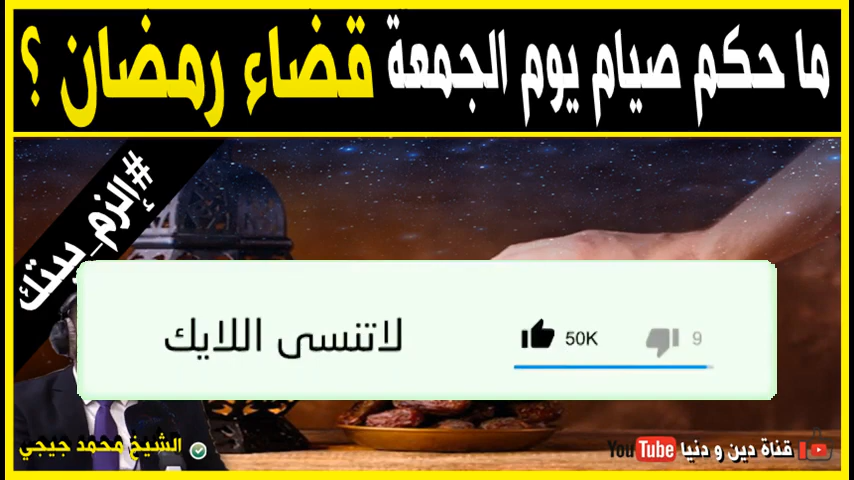 ما حكم صيام يوم الجمعة قضاء رمضان ؟
#إلزم_بيتك
لاتنسى اللايك
50K
9
الشيخ محمد جيجي
قناة دين و دنيا YouTube